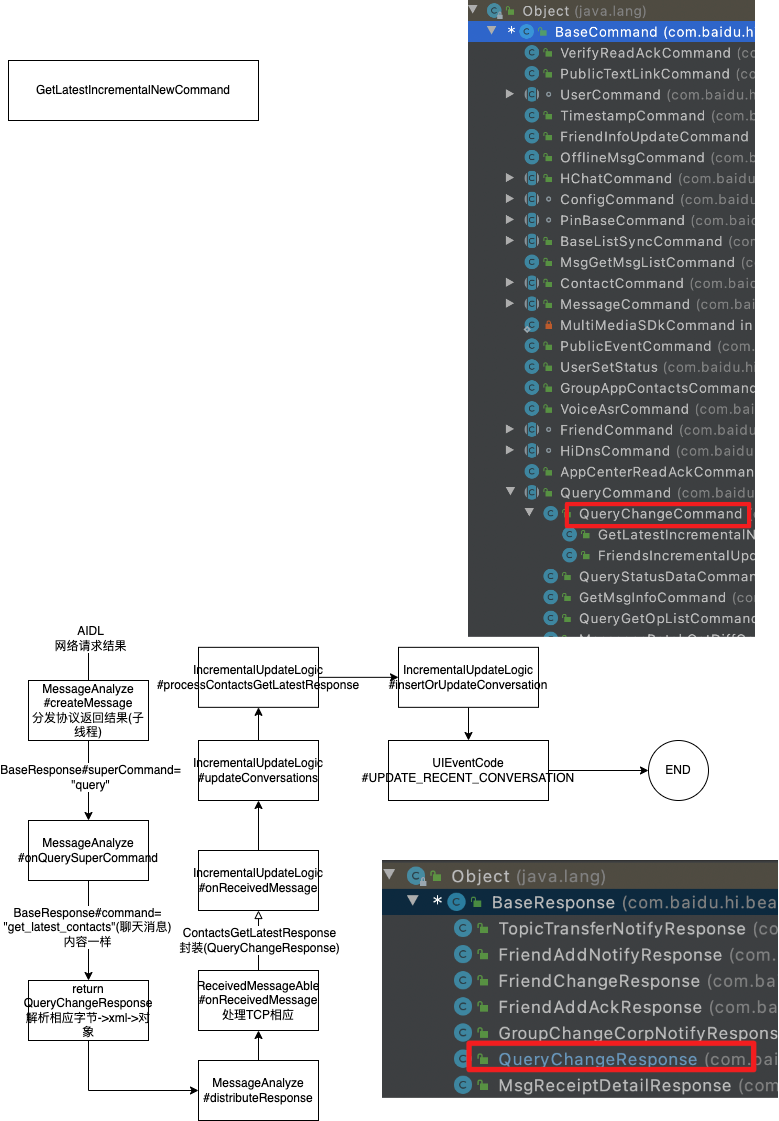 GetLatestIncrementalNewCommand
Object (java.lang)
* BaseCommand (com.baidu.h
VerifyReadAckCommand (co
PublicTextLinkCommand (cc
UserCommand (com.baidu.h
TimestampCommand (com.b
FriendInfoUpdateCommand
OfflineMsgCommand (com.b
HChatCommand (com.baidu
ConfigCommand (com.baidu
PinBaseCommand (com.baid
BaseListSyncCommand (con
MsgGetMsgListCommand (c
ContactCommand (com.baic
MessageCommand (com.bai
MultiMediaSDkCommand in
PublicEventCommand (com.
UserSetStatus (com.baidu.hi
GroupAppContactsCommand
VoiceAsrCommand (com.bai
FriendCommand (com.baidu
HiDnsCommand (com.baidu.
AppCenterReadAckComman
QueryCommand (com.baidu
QueryChangeCommand
GetLatestIncrementalN
FriendsIncrementalUpd
QueryStatusDataComman
GetMsgInfoCommand (co
QueryGetOpListCommand
AIDL
网络请求结果
MessageAnalyze
#createMessage
分发协议返回结果(子
线程)
BaseResponse#superCommand=
"query"
MessageAnalyze
#onQuerySuperCommand
BaseResponse#command=
"get_latest_contacts"(聊天消息)
内容一样
return
QueryChangeResponse
解析相应字节->xml->对
象
MessageAnalyze
#distributeResponse
ReceivedMessageAble
#onReceivedMessage
处理TCP相应
ContactsGetLatestResponse
封装(QueryChangeResponse)
IncrementalUpdateLogic
#onReceivedMessage
IncrementalUpdateLogic
#updateConversations
IncrementalUpdateLogic
#processContactsGetLatestResponse
IncrementalUpdateLogic
#insertOrUpdateConversation
UIEventCode
#UPDATE_RECENT_CONVERSATION
END
Object (java.lang)
* BaseResponse (com.baidu.hi.bea
TopicTransferNotifyResponse (co
FriendAddNotifyResponse (com.
FriendChangeResponse (com.ba
FriendAddAckResponse (com.ba
GroupChangeCorpNotifyRespons
QueryChangeResponse (com.bai
MsgReceiptDetailResponse (com